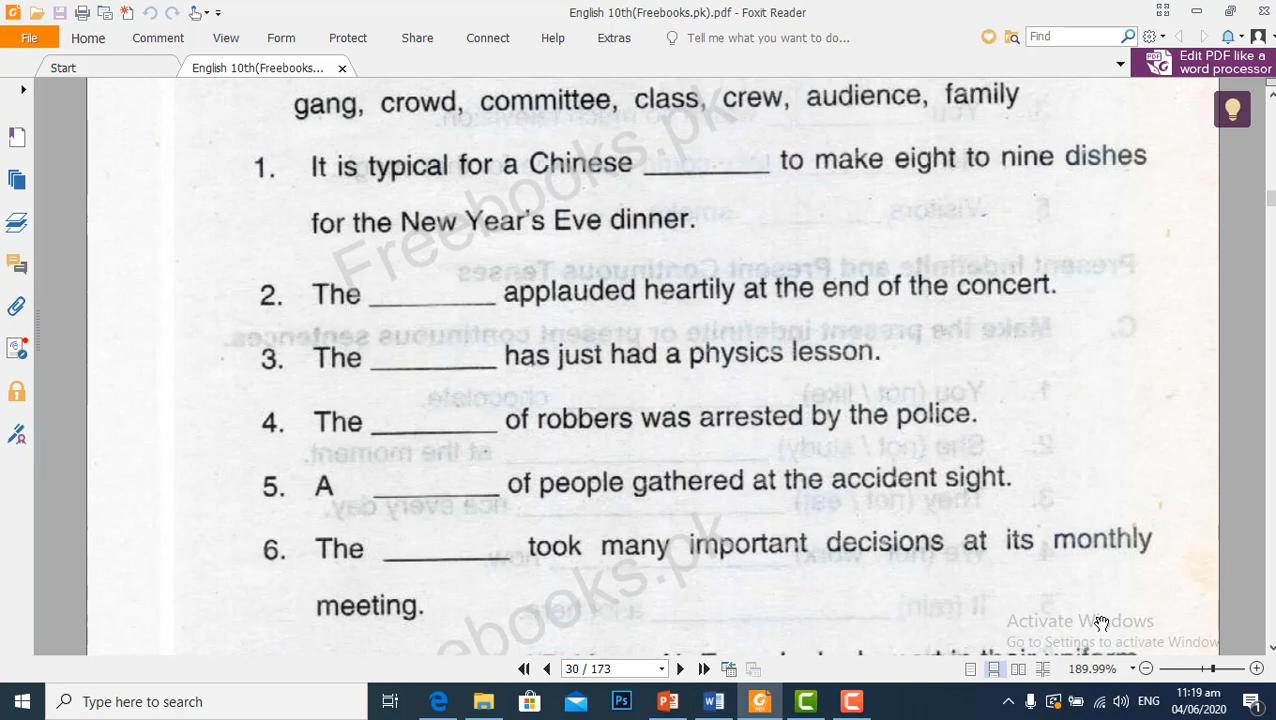 English 10th(Freebooks.pk).pdf - Foxit Reader
File Home Comment View Form Protect Share Connect Help Extras Tell me what you want to do... Find
Start English 10th(Freebooks.... Edit PDF like a
word processor
gang, crowd, committee, class, crew, audience, family
1. It is typical for a Chinese ________ to make eight to nine dishes
for the New Year's Eve dinner.
2. The ________ applauded heartily at the end of the concert.
3. The ________ has just had a physics lesson.
4. The ________ of robbers was arrested by the police.
5. A ________ of people gathered at the accident sight.
6. The ________ took many important decisions at its monthly
meeting.
Freebooks.pk
Freebooks.pk
Activate Windows
Go to Settings to activate Window
30 / 173 189.99%
Type here to search ENG 11:19 am
04/06/2020